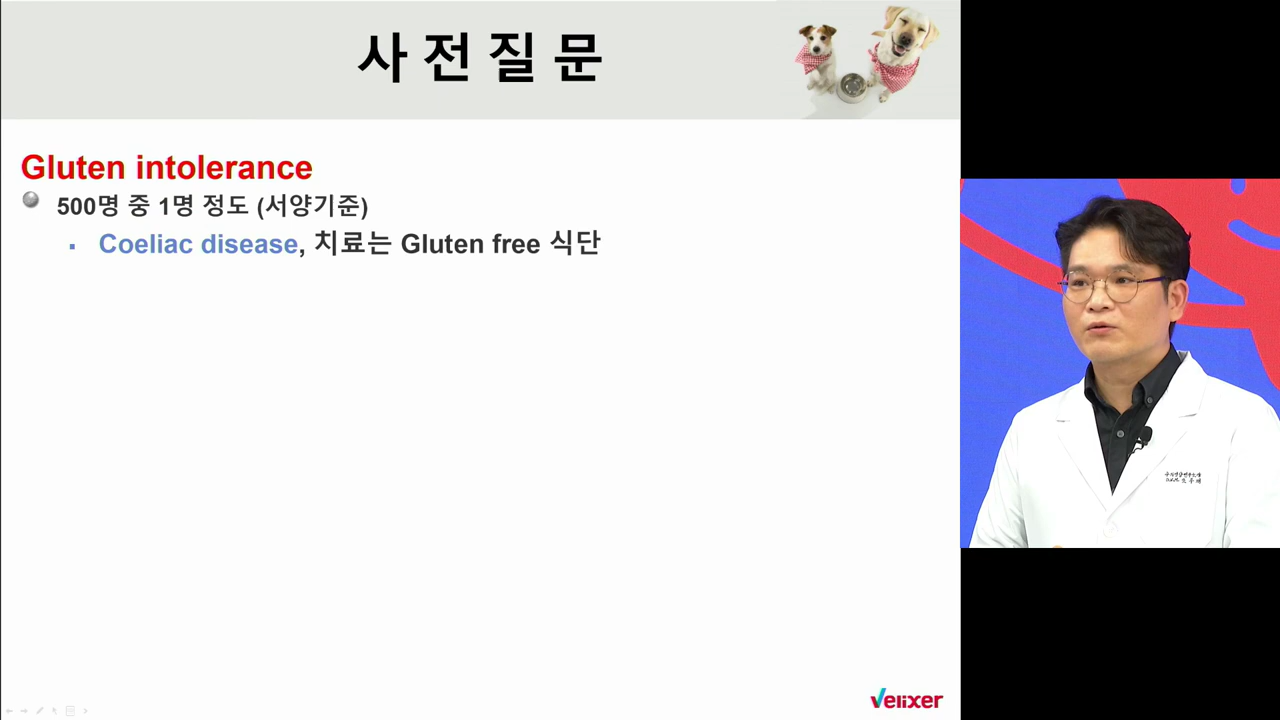 사전질문
Gluten intolerance
500명 중 1명 정도 (서양기준)
Coeliac disease, 치료는 Gluten free 식단
Velixer